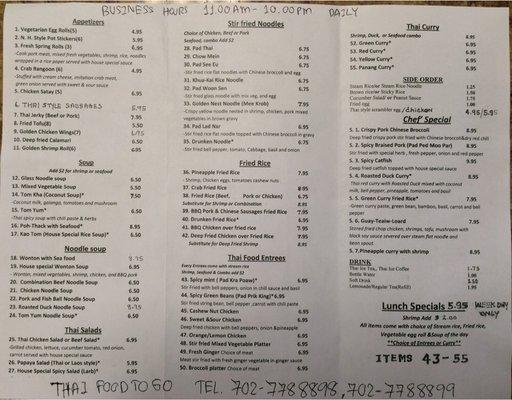 BUSINESS HOURS 11.00AM - 10.00PM DAILY
Appetizers
1. Vegetarian Egg Rolls(5) 4.95
2. N.H. Style Pot Stickers(6) 5.95
3. Fresh Spring Rolls (3) 6.95
-Cook pork meat, mixed fresh vegetables, shrimp, rice, noodles
wrapped in a rice paper served with house special sauce
4. Crab Rangoon (6) 4.95
-Stuffed with cream cheese, imitation crab meat,
green onion served with sweet & sour sauce
5. Chicken Satay (5) 6.95
6 THAI STYLE SAUSAGES 5.95
7. Thai Jerky (Beef or Pork) 7.95
8. Fried Tofu(8) 5.50
9. Golden Chicken Wings(7)
10. Deep fried Calamari 6.50
11. Golden Shrimp Roll(6) 6.95
Soup
Add $2 for shrimp or seafood
12. Glass Noodle soup 6.50
13. Mixed Vegetable Soup 5.50
14. Tom Kha (Coconut Soup)* 7.50
-Coconut milk, galanga, tomatoes and mushroom
15. Tom Yum* 6.50
-Thai spicy soup with chili paste & herbs
16. Poh-Thack with Seafood* 8.95
17. Kao Tom (House Special Rice Soup)* 6.50
Noodle soup
18. Wonton with Sea food 8.75
19. House special Wonton Soup 6.95
-Wonton, mixed vegetables, shrimp, chicken, and BBQ pork
20. Combination Beef Noodle Soup 6.50
21. Chicken Noodle Soup 6.50
22. Pork and Fish Ball Noodle Soup 6.50
23. Roasted Duck Noodle Soup 8.75
24. Tom Yum Noodle Soup* 6.50
Thai Salads
25. Thai Chicken Salad or Beef Salad* 6.95
Grilled chicken, lettuce, cucumber tomato, red onion,
carrot served with house special sauce
26. Papaya Salad (Thai or Laos style)* 5.95
27. House Special Spicy Salad (Larb)* 6.95
Stir fried Noodles
Choice of Chicken, Beef or Pork
Seafood, combo Add $2
28. Pad Thai 6.75
29. Chow Mein 6.75
30. Pad See Ew 6.75
-Stir fried rice flat noodles with Chinese broccoli and egg
31. Khua-Kai Rice Noodle 6.75
32. Pad Woon Sen 6.75
-Stir fried glass noodle with mix veg, and egg
33. Golden Nest Noodle (Mee Krob) 7.95
-Crispy yellow noodle nested in shrimp, chicken, pork mixed
vegetables in brown gravy
34. Pad Lad Nar 6.95
-Stir fried rice flat noodle topped with Chinese broccoli in gravy
35. Drunken Noodle* 6.75
-Stir fried bell pepper, tomato, Cabbage, basil and onion
Fried Rice
36. Pineapple Fried Rice 7.95
- Shrimp, Chicken, eggs, tomatoes cashew nuts
37. Crab Fried Rice 8.95
38. Fried Rice (Beef, Pork or Chicken) 6.75
Substitute for Shrimp or Combination 8.95
39. BBQ Pork & Chinese Sausages Fried Rice 7.95
40. Drunken Fried Rice* 6.95
41. BBQ Chicken over fried rice 7.95
42. Deep Fried Chicken over Fried Rice 7.95
Substitute for Deep Fried Shrimp 8.95
Thai Food Entrees
Every Entrees come with stream rice
Shrimp, Seafood & Combo add $2
43. Spicy mint ( Pad Kra Poaw)* 6.95
Stir fried with bell peppers, onion, in chili sauce and basil
44. Spicy Green Beans (Pad Prik King)* 6.95
Stir fried string bean, bell pepper, carrot with chili paste
45. Cashew Nut Chicken 6.95
46. Sweet &Sour Chicken 6.95
Deep fried chicken with bell peppers, onion &pineapple
47. Orange/Lemon Chicken 6.95
48. Stir fried Mixed Vegetable Platter 6.95
49. Fresh Ginger Choice of meat 6.95
Meat stir fried with fresh ginger vegetable in ginger sauce
50. Broccoli platter Choice of meat 6.95
Thai Curry
Shrimp, Duck, or Seafood combo 8.95
52. Green Curry* 6.95
53. Red Curry* 6.95
54. Yellow Curry* 6.95
55. Panang Curry* 6.95
SIDE ORDER
Steam Rice/or Steam Rice Noodle 1.25
Brown rice/or Sticky Rice 1.50
Cucumber Salad/ or Peanut Sauce 1.75
Fried egg 1.00
Thai style scrambler egg /chicken 4.95/5.95
Chef Special
5. 1. Crispy Pork Chinese Broccoli 8.95
Deep fried crispy pork stir fried with Chinese broccoli&dry red chili
5. 2. Spicy Braised Pork (Pad Ped Moo Par) 8.95
Stir fried with special herb , fresh pepper, onion and red pepper
5. 3. Spicy Catfish 9.95
Deep fried catfish topped with house special sauce
5. 4. Roasted Duck Curry* 8.95
Thai red curry with Roasted Duck mixed with coconut
milk, bell pepper, pineapple, tomatoes and basil
5. 5. Green Curry Fried Rice* 7.95
-Green curry paste, green bean, bamboo, basil, carrot and bell
pepper
5. 6. Guay-Teaiw-Loard 7.95
Stored fried chop chicken, shrimps, tofu, mushroom with
black soy sauce severed over steam flat noodle and
bean spout.
5. 7.Pineapple curry with shrimp 8.95
DRINK
Thai Ice Tea, Thai Ice Coffee 1.75
Bottle Water 1.00
Soft Drink 1.50
Lemonade/Regular Tea(Refill) 1.95
Lunch Specials 5.95 WEEK DAY
ONLY
Shrimp Add $ 2.00
All items come with choice of Stream rice, Fried rice,
Vegetable egg roll &Soup of the day
**Choice of Entrees or Curry**
ITEMS 43-55
THAI FOOD TO GO TEL. 702-7788898, 702-7788899